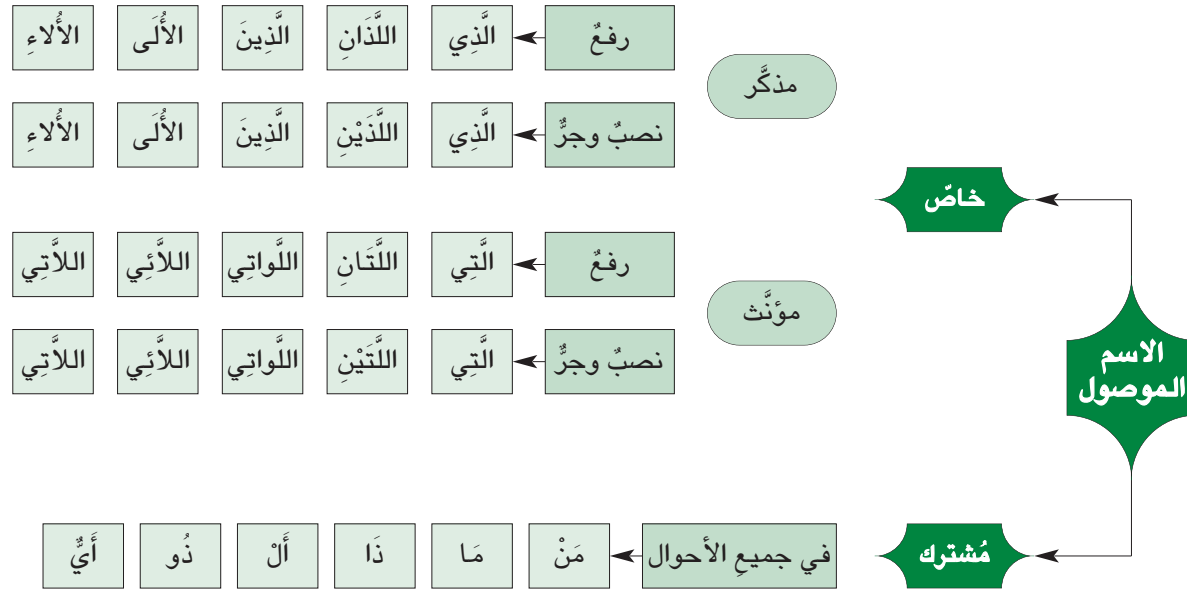 الاسم
الموصول
خاصّ
مذكَّر
رفعٌ الَّذِي اللَّذَانِ الَّذِينَ الأُلَى الأُلاءِ
نصبٌ وجرٌّ الَّذِي اللَّذَيْنِ الَّذِينَ الأُلَى الأُلاءِ
مؤنَّث
رفعٌ الَّتِي اللَّتَانِ اللَّواتِي اللاَّئِي اللاَّتِي
نصبٌ وجرٌّ الَّتِي اللَّتَيْنِ اللَّواتِي اللاَّئِي اللاَّتِي
مُشترك
في جميعِ الأحوال مَنْ مَا ذَا أَلْ ذُو أَيٌّ